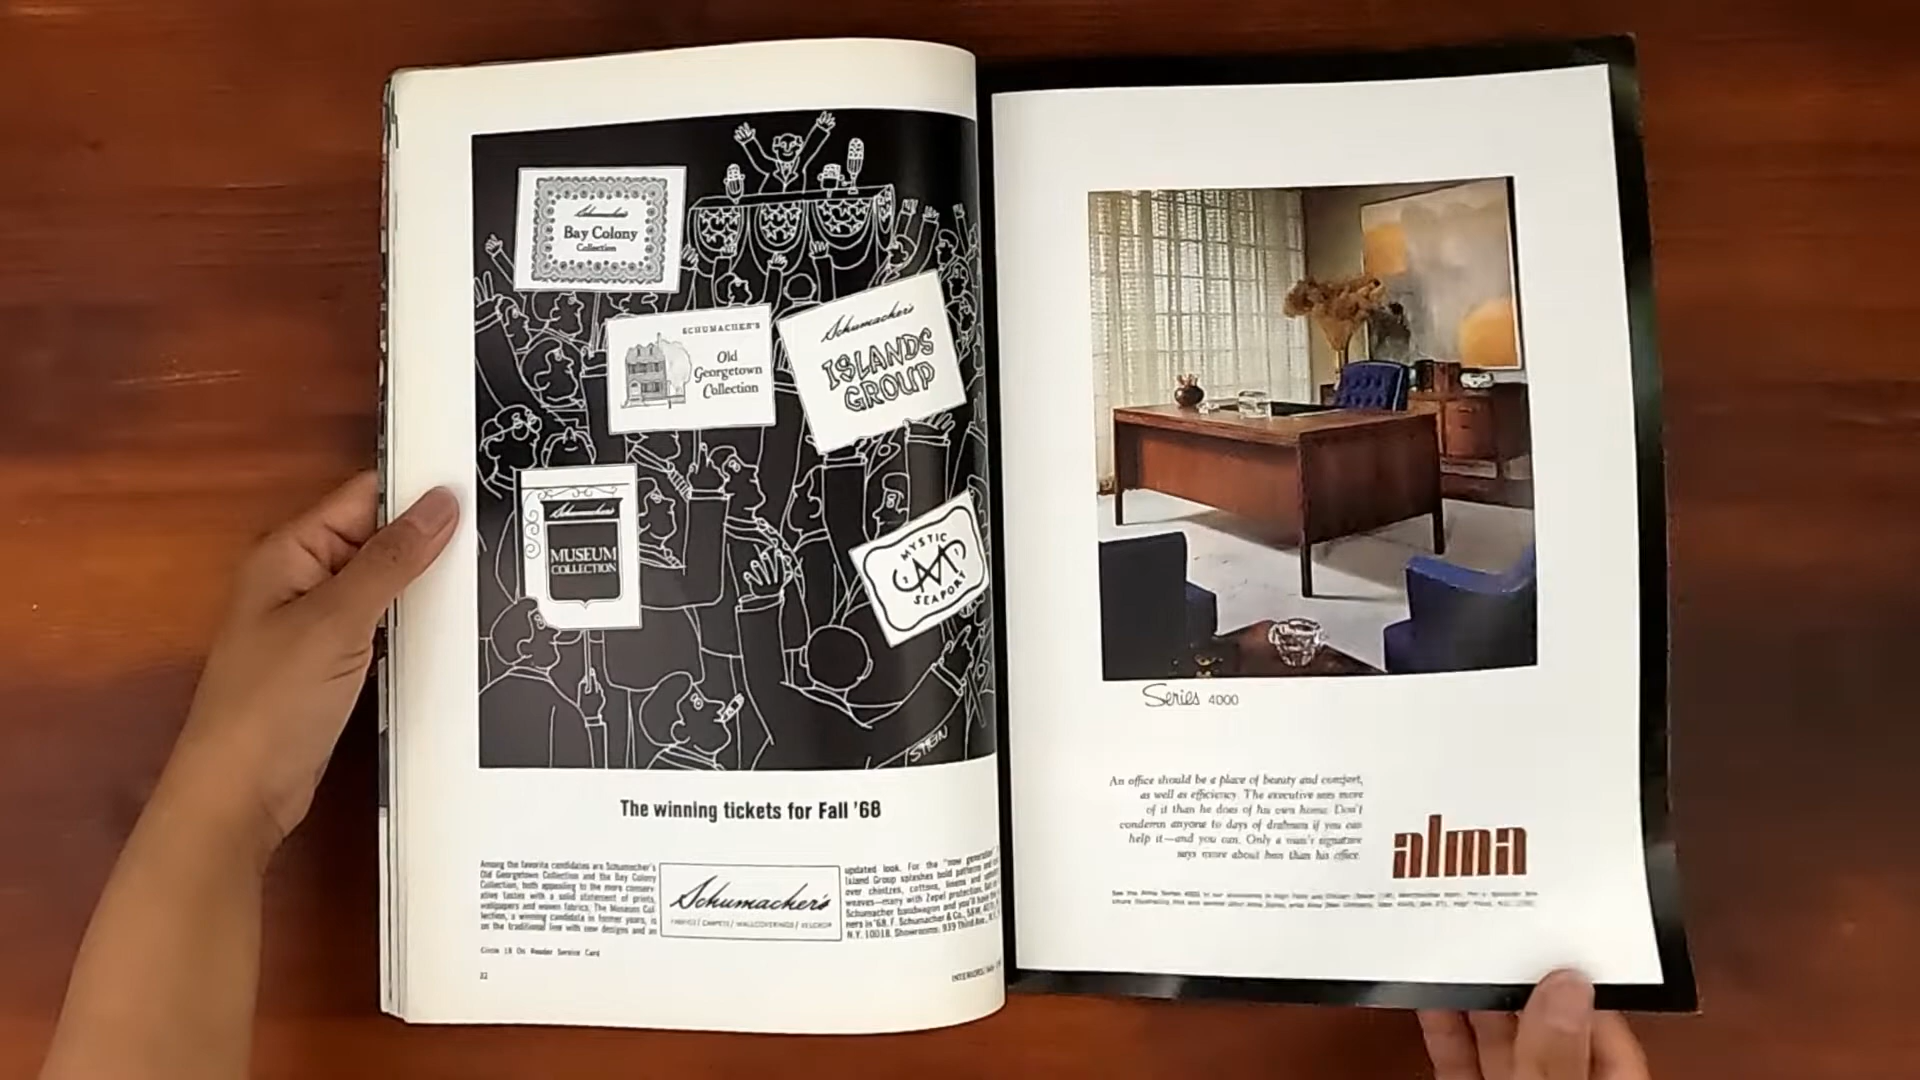 Schumacher's
Bay Colony
Collection
SCHUMACHER'S
Old
Georgetown
Collection
Schumacher's
ISLANDS
GROUP
Schumacher's
MUSEUM
COLLECTION
MYSTIC
SEAPORT
STEIN
The winning tickets for Fall '68
Among the favorite candidates are Schumacher's
Old Georgetown Collection and the Bay Colony
Collection, both appealing to the more conserv-
ative tastes with a solid statement of prints,
wallpapers and woven fabrics. The Museum Col-
lection, a winning candidate in former years, is
on the traditional line with new designs and an
Schumacher's
FABRICS / CARPETS / WALLCOVERINGS /
updated look. For the "now generation"
Island Group splashes bold patterns and
over chintzes, cottons, linens and
weaves—many with Zepel protection.
Schumacher bandwagon and you'll have the
ners in '68. F. Schumacher & Co.,
N.Y. 10018. Showrooms: 939 Third Ave.,
Circle 18 On Reader Service Card
22
INTERIORS
Series 4000
An office should be a place of beauty and comfort,
as well as efficiency. The executive sees more
of it than he does of his own home. Don't
condemn anyone to days of drabness if you can
help it—and you can. Only a man's signature
says more about him than his office.
alma